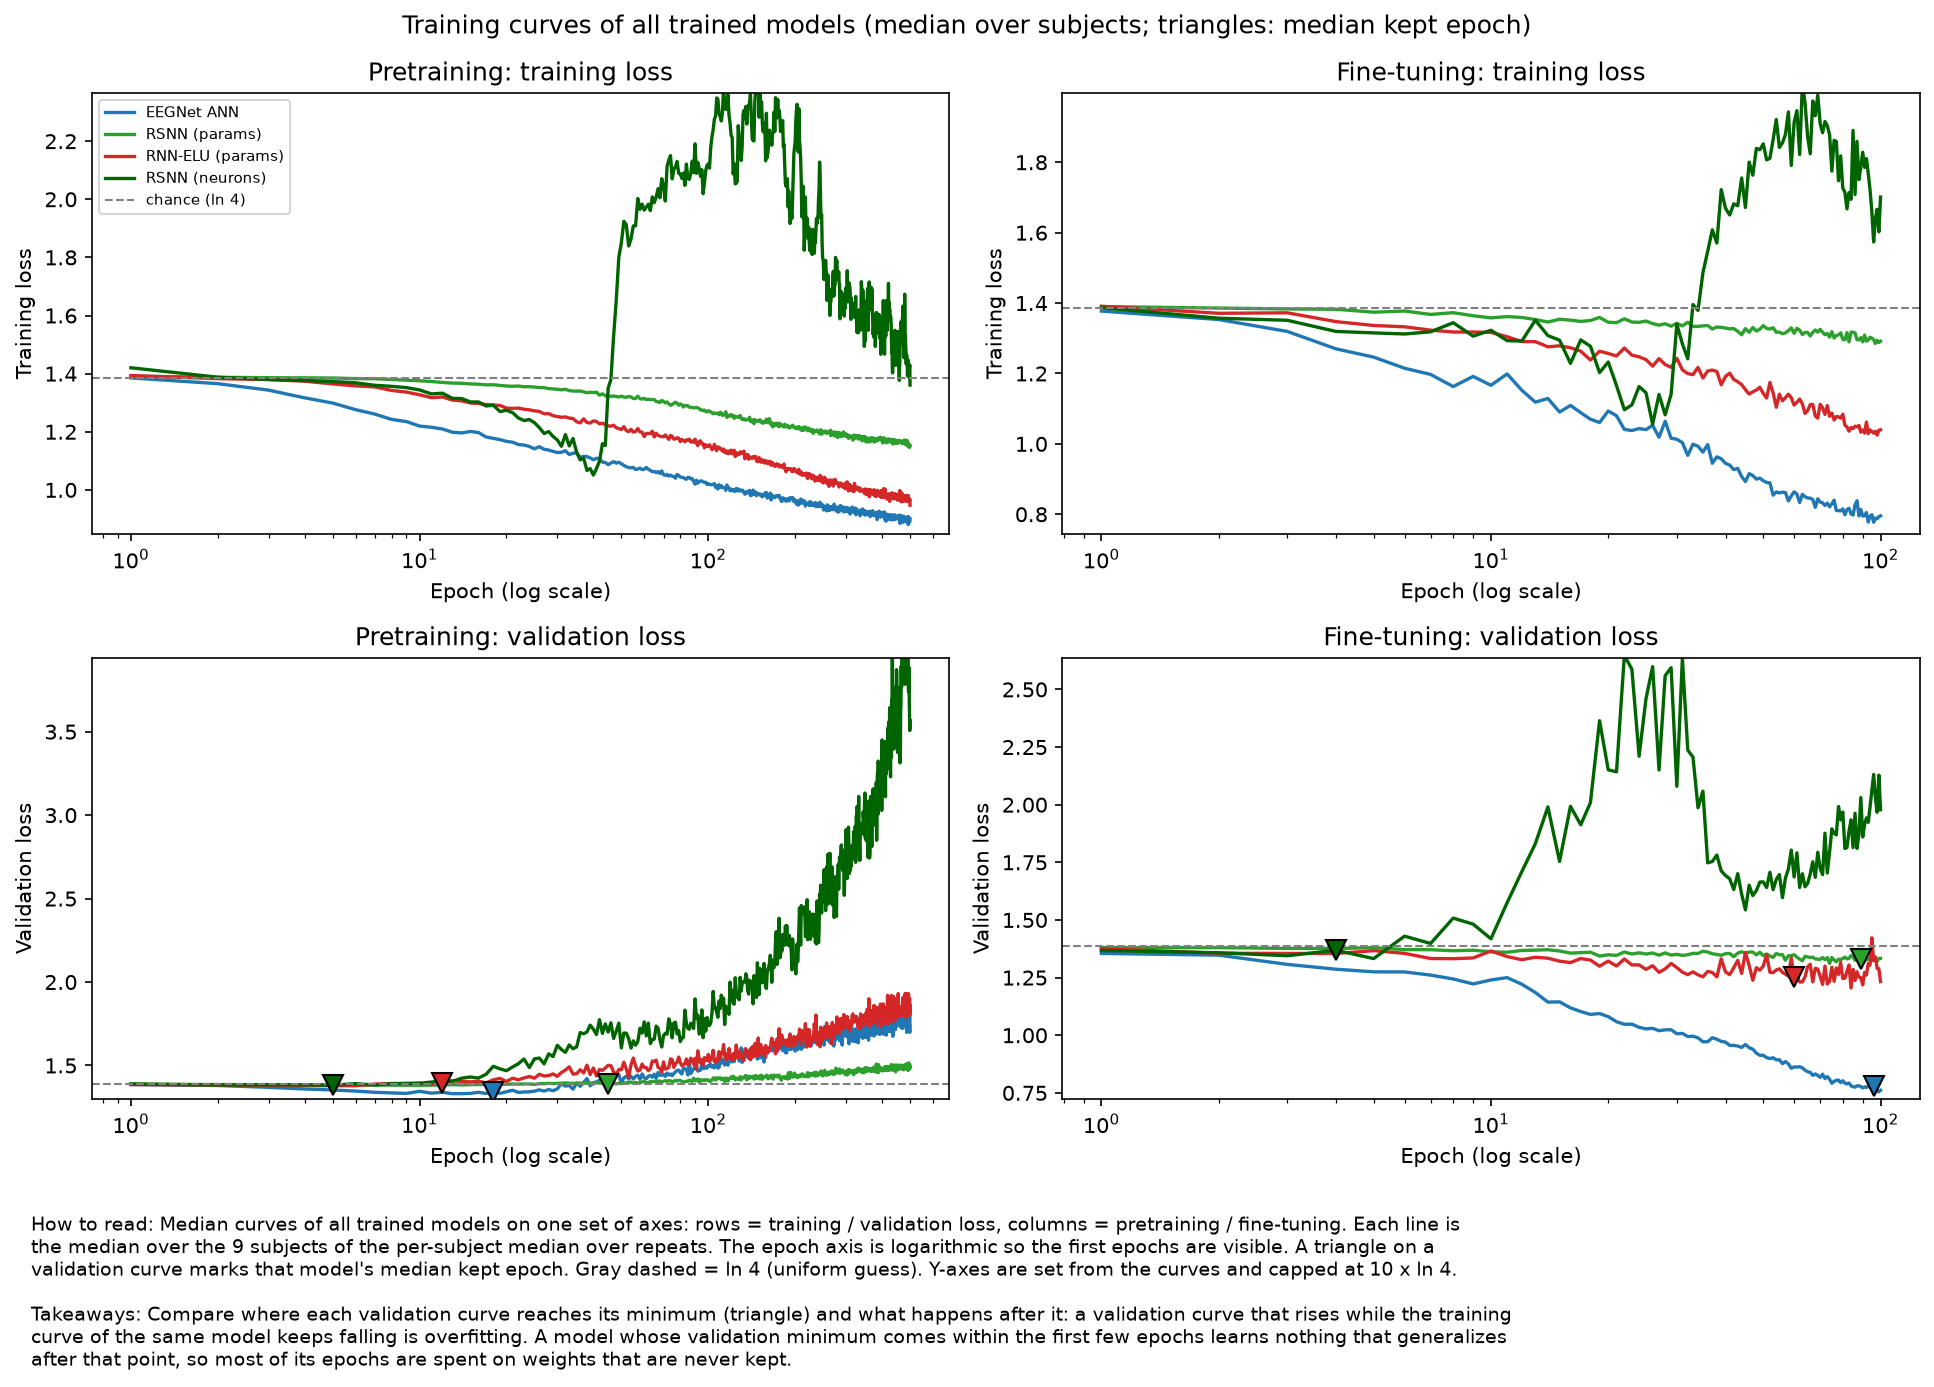 Training curves of all trained models (median over subjects; triangles: median kept epoch)
Pretraining: training loss
Training loss
2.2
2.0
1.8
1.6
1.4
1.2
1.0
EEGNet ANN
RSNN (params)
RNN-ELU (params)
RSNN (neurons)
chance (ln 4)
10⁰
10¹
10²
Epoch (log scale)
Fine-tuning: training loss
Training loss
1.8
1.6
1.4
1.2
1.0
0.8
10⁰
10¹
10²
Epoch (log scale)
Pretraining: validation loss
Validation loss
3.5
3.0
2.5
2.0
1.5
10⁰
10¹
10²
Epoch (log scale)
Fine-tuning: validation loss
Validation loss
2.50
2.25
2.00
1.75
1.50
1.25
1.00
0.75
10⁰
10¹
10²
Epoch (log scale)
How to read: Median curves of all trained models on one set of axes: rows = training / validation loss, columns = pretraining / fine-tuning. Each line is
the median over the 9 subjects of the per-subject median over repeats. The epoch axis is logarithmic so the first epochs are visible. A triangle on a
validation curve marks that model's median kept epoch. Gray dashed = ln 4 (uniform guess). Y-axes are set from the curves and capped at 10 x ln 4.
Takeaways: Compare where each validation curve reaches its minimum (triangle) and what happens after it: a validation curve that rises while the training
curve of the same model keeps falling is overfitting. A model whose validation minimum comes within the first few epochs learns nothing that generalizes
after that point, so most of its epochs are spent on weights that are never kept.